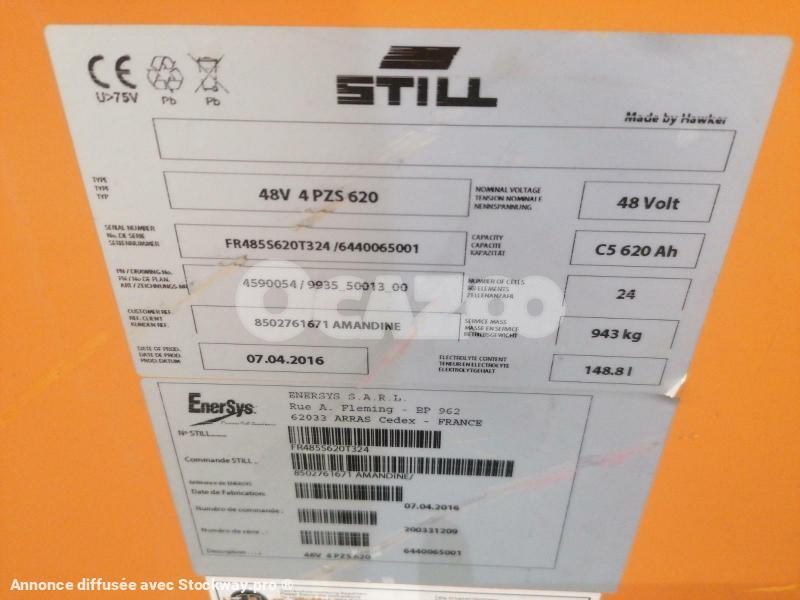 CE
U>75V
Pb
Pb
STILL
Made by Hawker
TYPE
TYPE
TYP
48V 4 PZS 620
NOMINAL VOLTAGE
TENSION NOMINALE
NENNSPANNUNG
48 Volt
SERIAL NUMBER
No. DE SERIE
SERIENNUMMER
FR485S620T324 /6440065001
CAPACITY
CAPACITE
KAPAZITÄT
C5 620 Ah
PN / DRAWING No.
PN / No DE PLAN.
ART / ZEICHNUNGS NR
4590054 / 9935_50013_00
NUMBER OF CELLS
NB ELEMENTS
ZELLENANZAHL
24
OCAZOO
CUSTOMER REF.
REF. CLIENT
KUNDEN REF.
8502761671 AMANDINE
SERVICE MASS
MASSE EN SERVICE
BETRIEBSGEWICHT
943 kg
DATE OF PROD.
DATE DE PROD.
PROD. DATUM
07.04.2016
ELECTROLYTE CONTENT
TENEUR EN ELECTROLYTE
ELEKTROLYTGEHALT
148.8 l
EnerSys
ENERSYS S.A.R.L.
Rue A. Fleming - BP 962
62033 ARRAS Cedex - FRANCE
N° STILL
FR485S620T324
Commande STILL
8502761671 AMANDINE/
Référence de ENERSYS
Date de Fabrication:
07.04.2016
Numéro de commande :
200331209
Numéro de série
6440065001
Description
48V 4 PZS 620
Annonce diffusée avec Stockway.pro ®